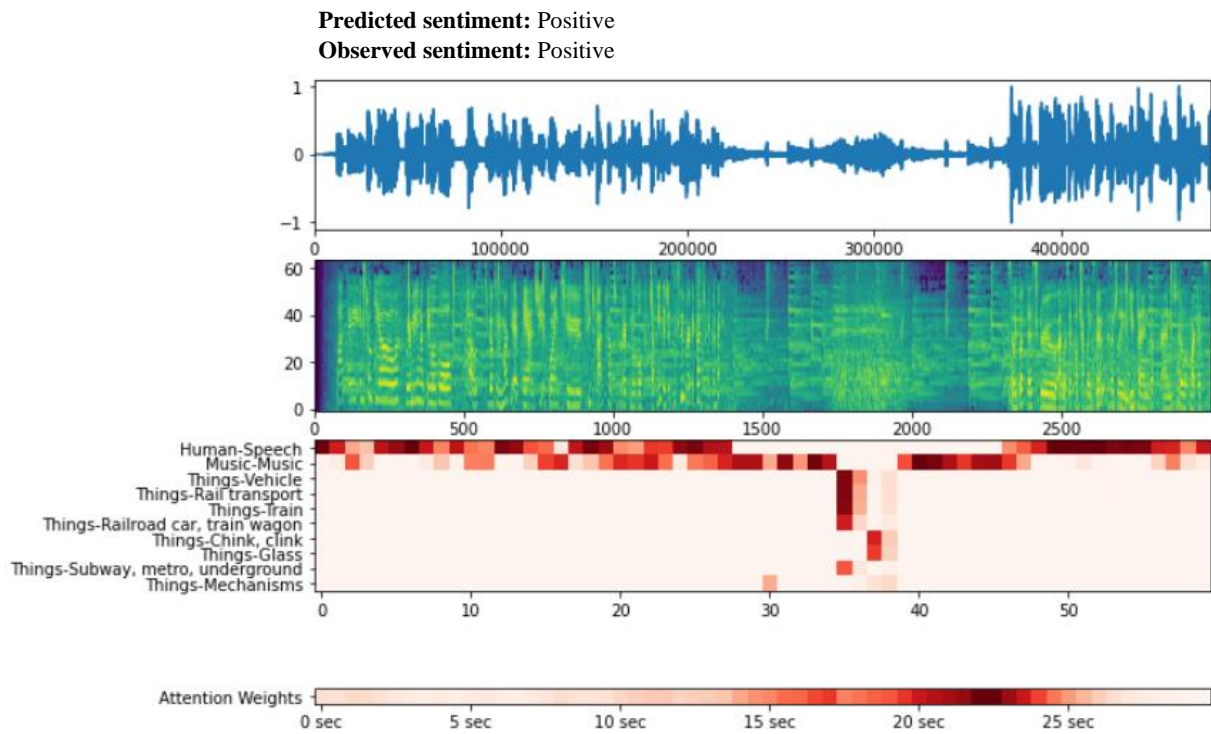 Predicted sentiment: Positive
Observed sentiment: Positive
1
0
−1
0 100000 200000 300000 400000
60
40
20
0
0 500 1000 1500 2000 2500
Human-Speech
Music-Music
Things-Vehicle
Things-Rail transport
Things-Train
Things-Railroad car, train wagon
Things-Chink, clink
Things-Glass
Things-Subway, metro, underground
Things-Mechanisms
0 10 20 30 40 50
Attention Weights
0 sec 5 sec 10 sec 15 sec 20 sec 25 sec